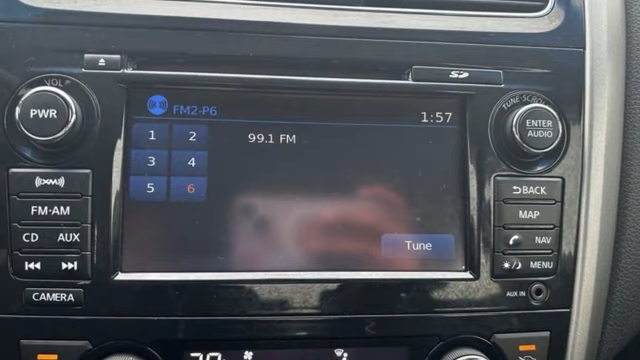 VOL
PWR
XM
FM·AM
CD AUX
CAMERA
FM2-P6
1:57
1 2
99.1 FM
3 4
5 6
Tune
SD
TUNE·SCROLL
ENTER
AUDIO
BACK
MAP
NAV
MENU
AUX IN